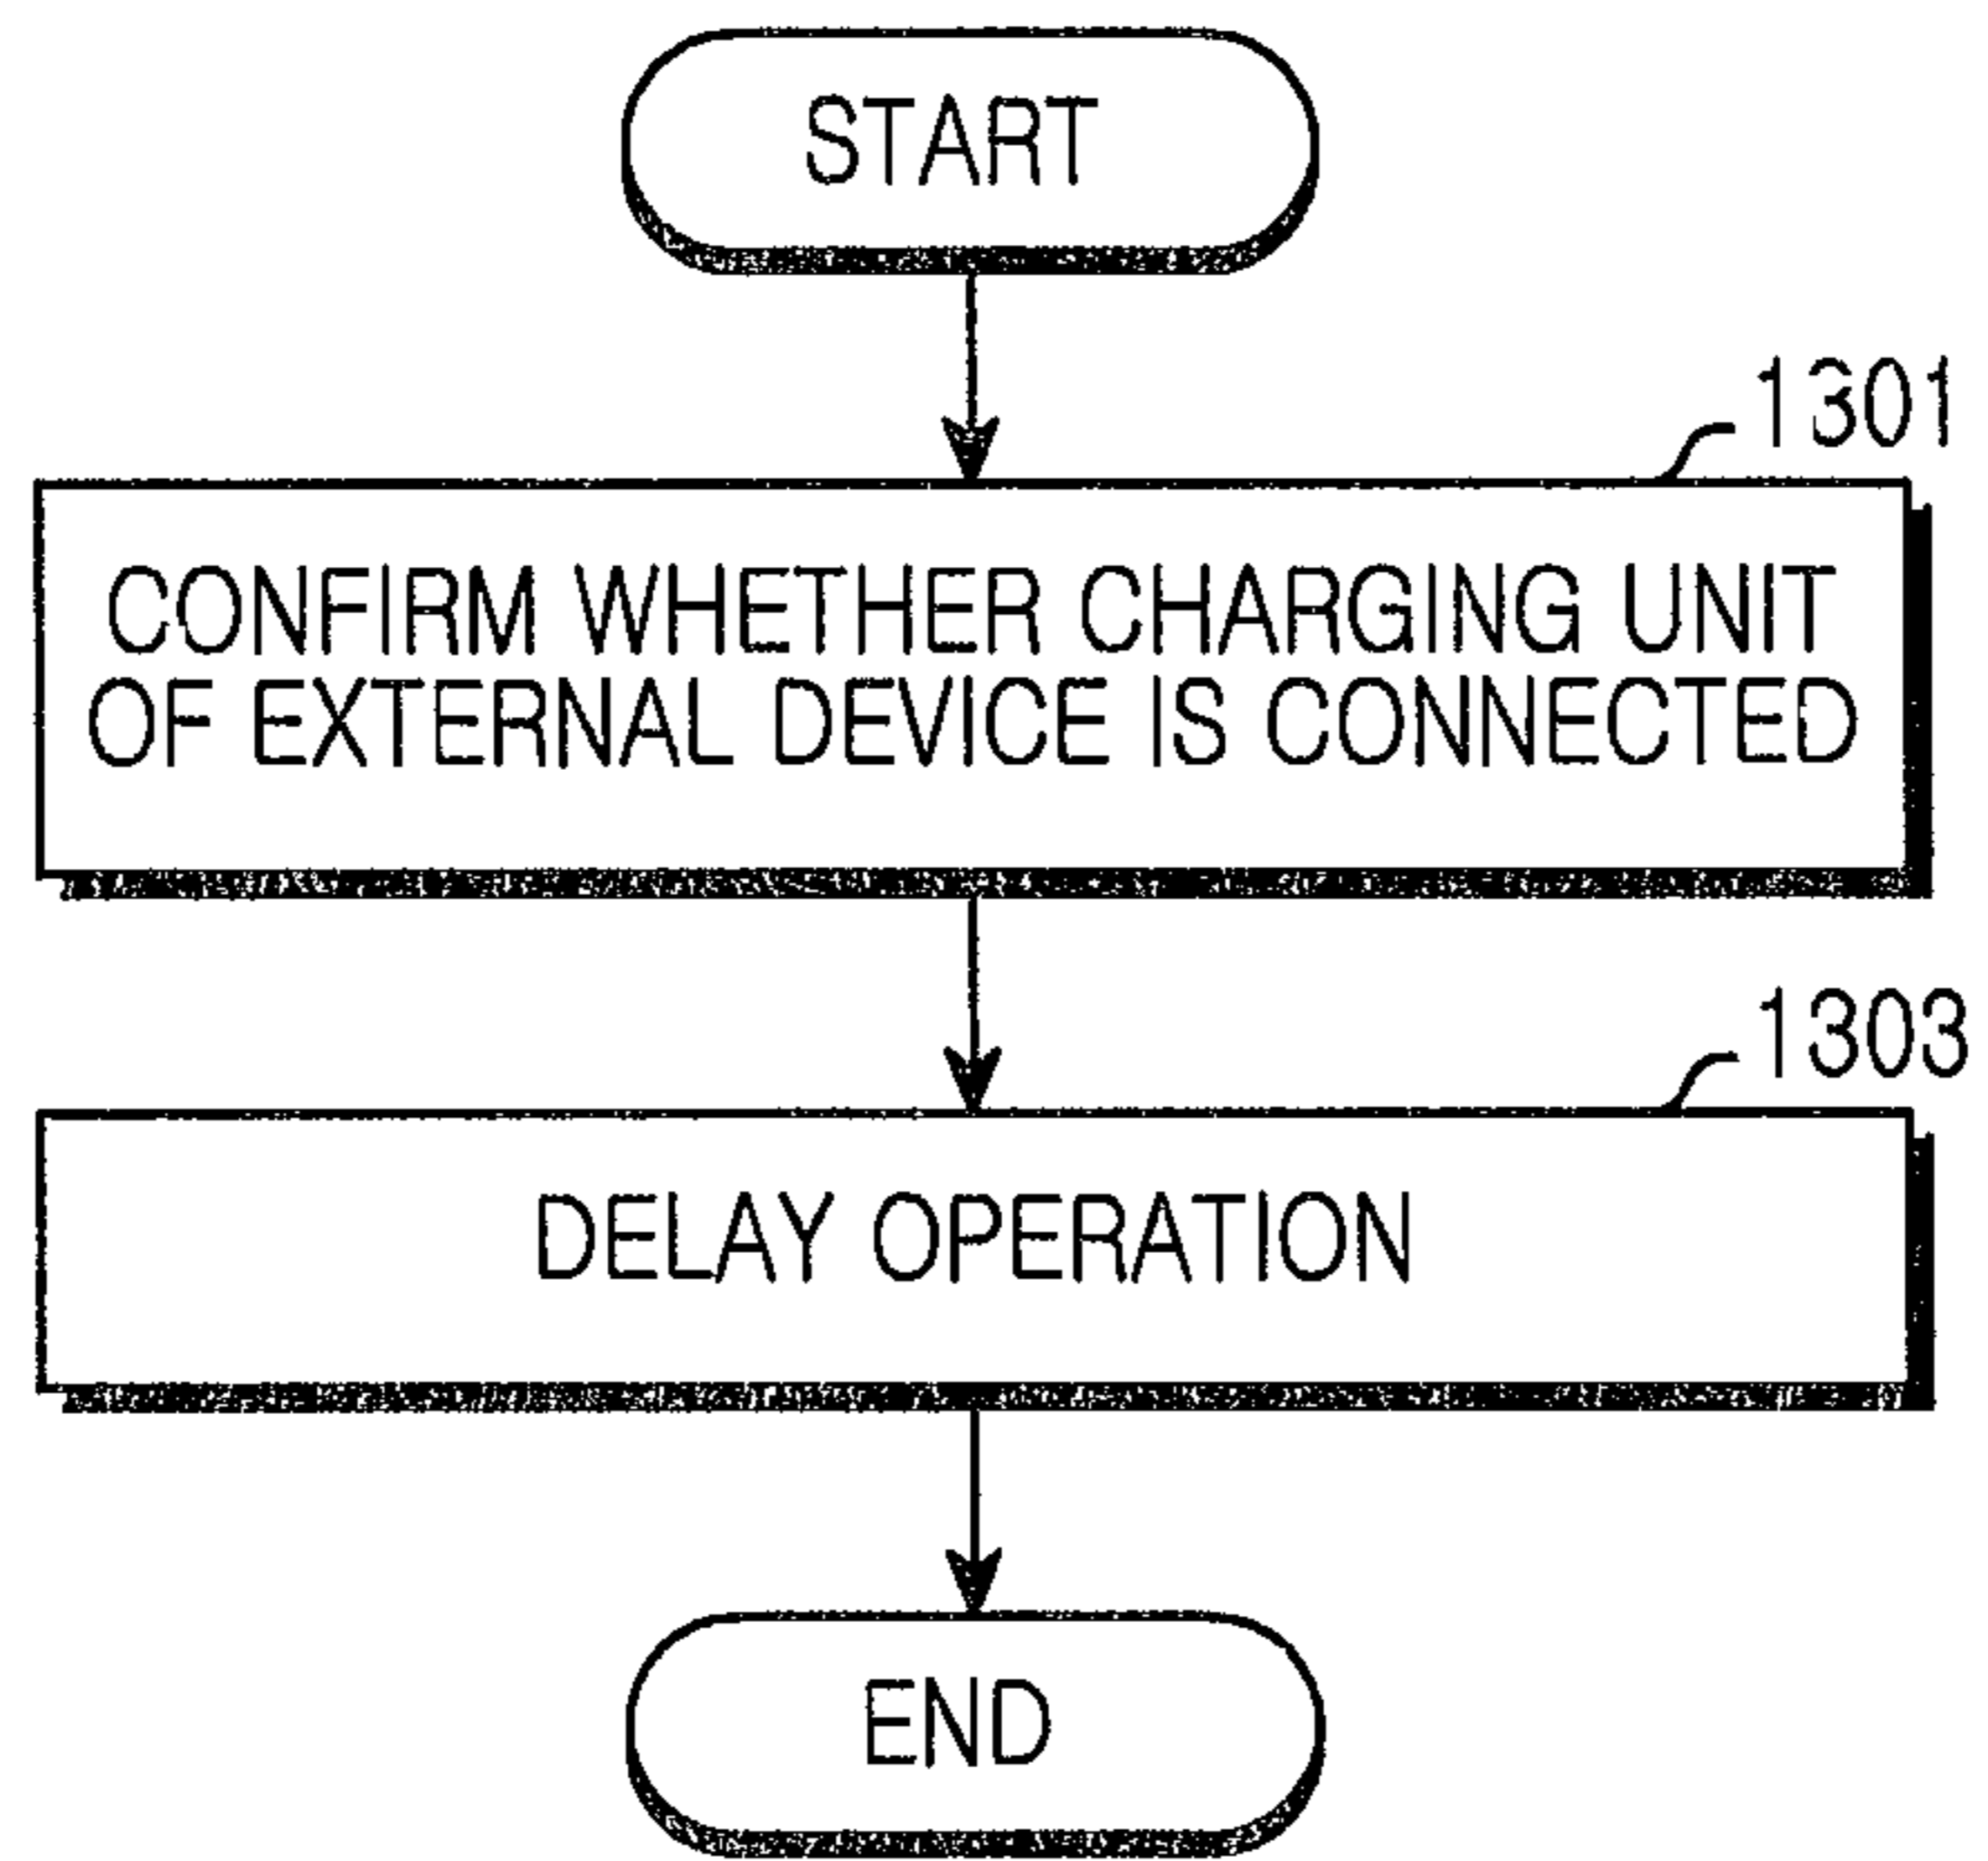 START
1301
CONFIRM WHETHER CHARGING UNIT
OF EXTERNAL DEVICE IS CONNECTED
1303
DELAY OPERATION
END